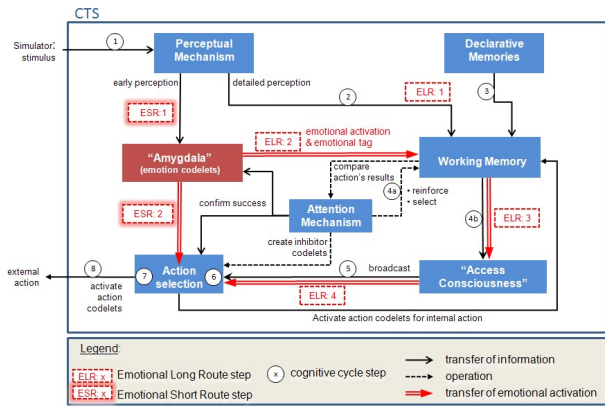 CTS
Simulator:
stimulus
1
Perceptual
Mechanism
Declarative
Memories
early perception
detailed perception
2
ELR: 1
3
ESR:1
ELR: 2
emotional activation
& emotional tag
"Amygdala"
(emotion codelets)
Working Memory
compare
action's results
4a
• reinforce
• select
ESR: 2
confirm success
Attention
Mechanism
4b
ELR: 3
create inhibitor
codelets
external
action
8
activate
action
codelets
7
Action
selection
6
5
broadcast
ELR: 4
"Access
Consciousness"
Activate action codelets for internal action
Legend:
ELR: x
Emotional Long Route step
ESR: x
Emotional Short Route step
x
cognitive cycle step
transfer of information
operation
transfer of emotional activation